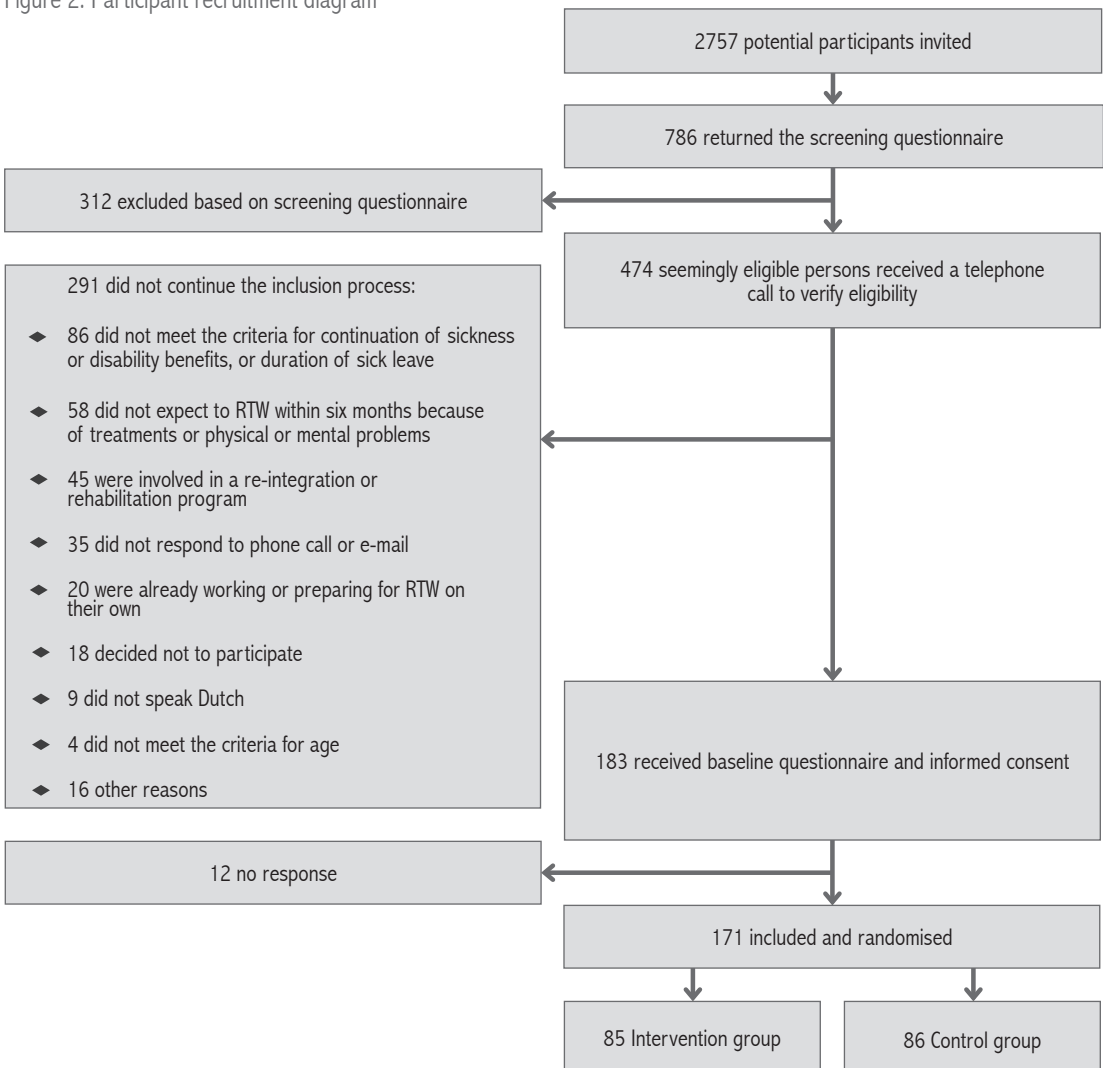 Figure 2. Participant recruitment diagram
2757 potential participants invited
786 returned the screening questionnaire
312 excluded based on screening questionnaire
474 seemingly eligible persons received a telephone
call to verify eligibility
291 did not continue the inclusion process:
86 did not meet the criteria for continuation of sickness
or disability benefits, or duration of sick leave
58 did not expect to RTW within six months because
of treatments or physical or mental problems
45 were involved in a re-integration or
rehabilitation program
35 did not respond to phone call or e-mail
20 were already working or preparing for RTW on
their own
18 decided not to participate
9 did not speak Dutch
4 did not meet the criteria for age
16 other reasons
183 received baseline questionnaire and informed consent
12 no response
171 included and randomised
85 Intervention group
86 Control group